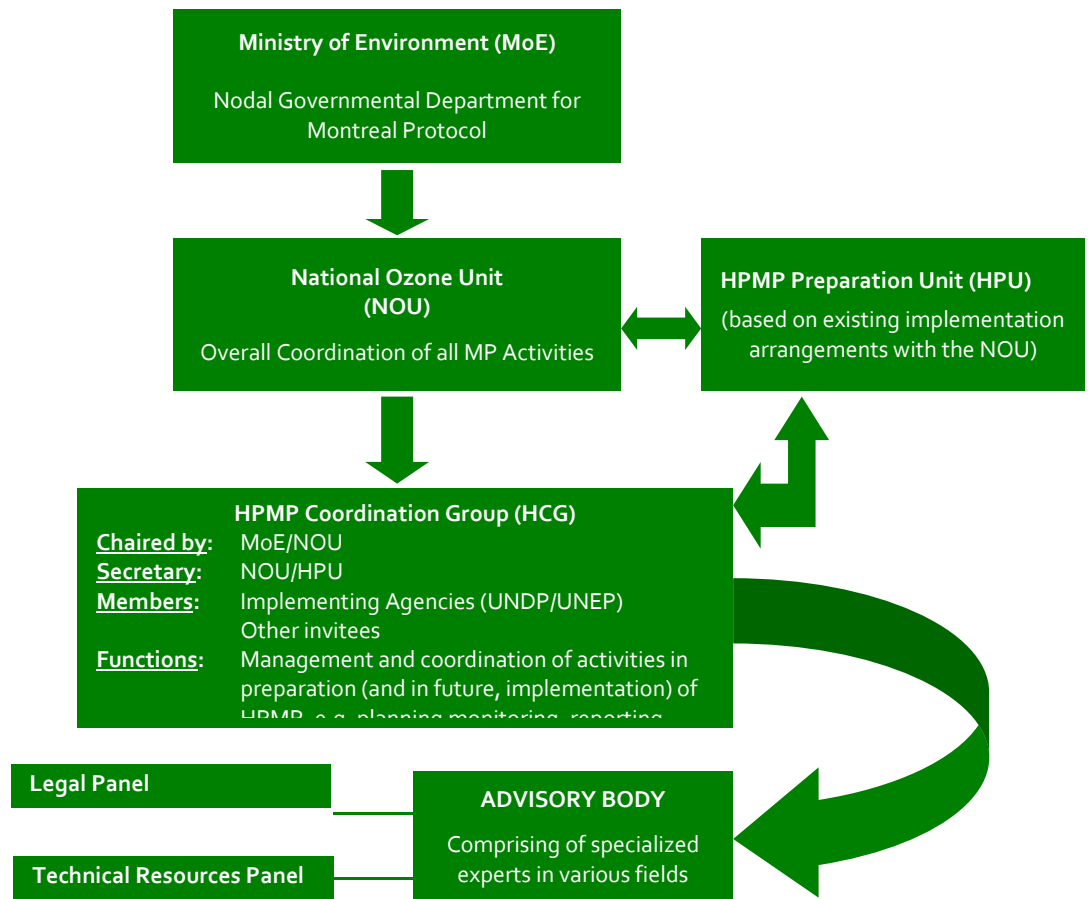 Ministry of Environment (MoE)
Nodal Governmental Department for
Montreal Protocol
National Ozone Unit
(NOU)
Overall Coordination of all MP Activities
HPMP Preparation Unit (HPU)
(based on existing implementation
arrangements with the NOU)
HPMP Coordination Group (HCG)
Chaired by: MoE/NOU
Secretary: NOU/HPU
Members: Implementing Agencies (UNDP/UNEP)
Other invitees
Functions: Management and coordination of activities in
preparation (and in future, implementation) of
HPMP, e.g. planning monitoring, reporting
Legal Panel
Technical Resources Panel
ADVISORY BODY
Comprising of specialized
experts in various fields